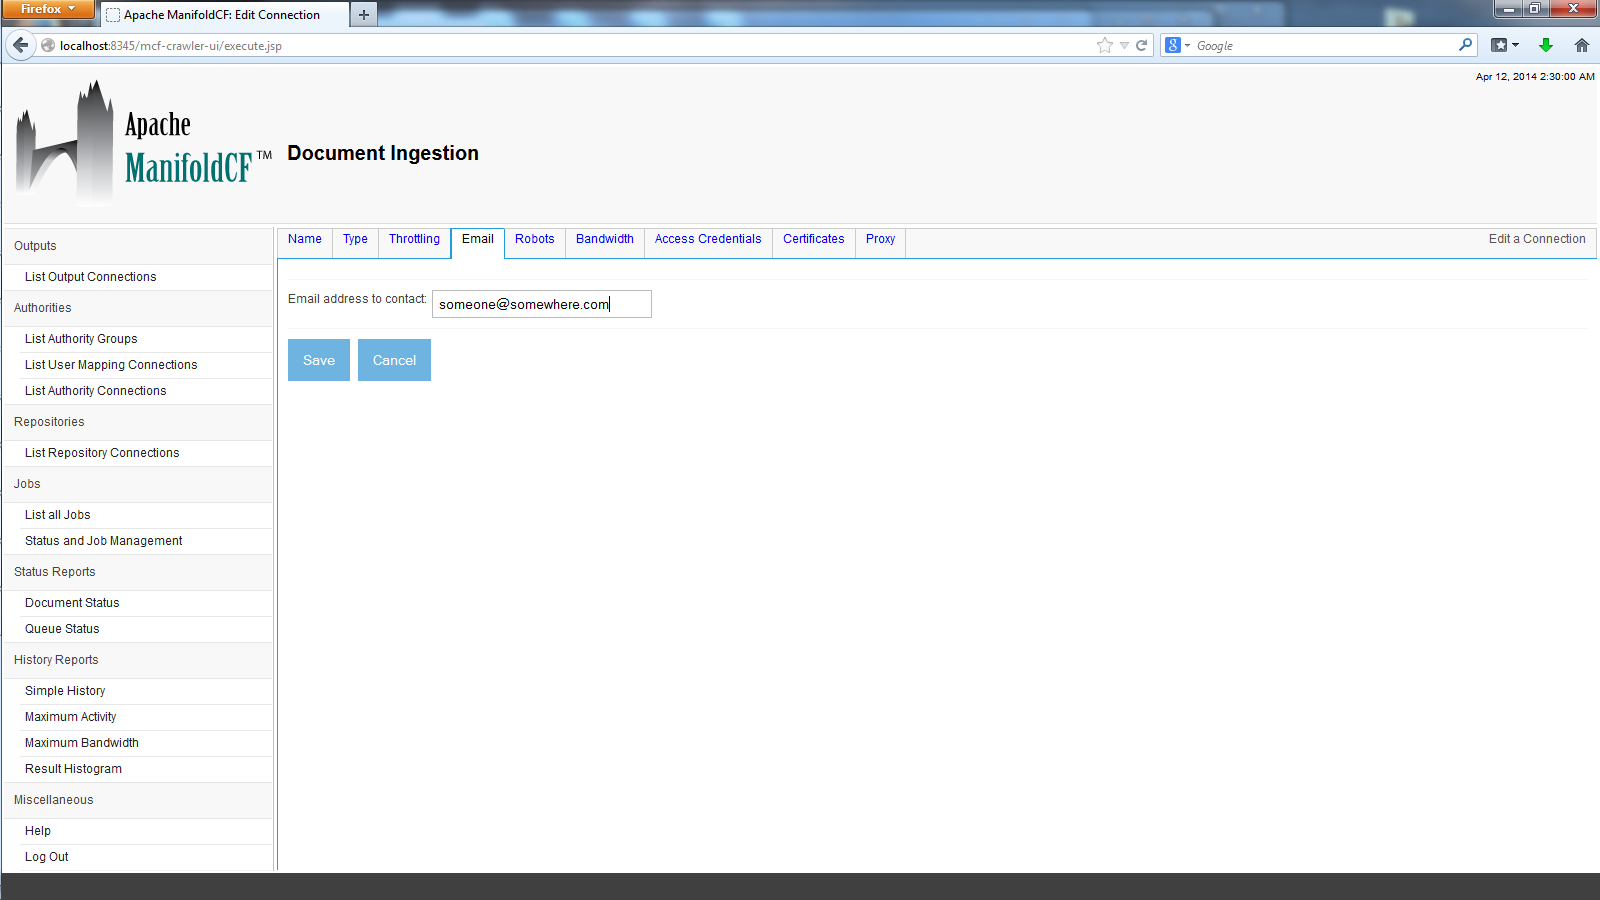 Firefox
Apache ManifoldCF: Edit Connection
localhost:8345/mcf-crawler-ui/execute.jsp
Google
Apr 12, 2014 2:30:00 AM
Apache
ManifoldCF™
Document Ingestion
Outputs
List Output Connections
Authorities
List Authority Groups
List User Mapping Connections
List Authority Connections
Repositories
List Repository Connections
Jobs
List all Jobs
Status and Job Management
Status Reports
Document Status
Queue Status
History Reports
Simple History
Maximum Activity
Maximum Bandwidth
Result Histogram
Miscellaneous
Help
Log Out
Name Type Throttling Email Robots Bandwidth Access Credentials Certificates Proxy Edit a Connection
Email address to contact: someone@somewhere.com
Save Cancel